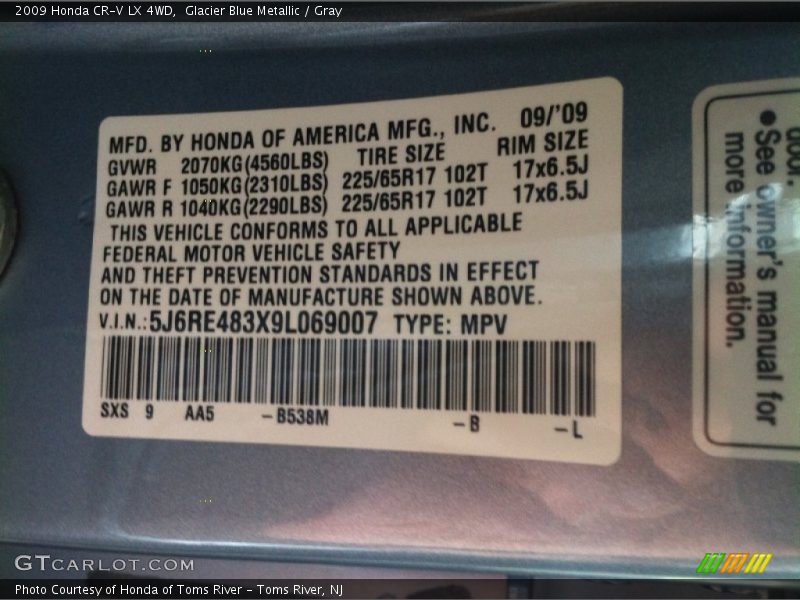 2009 Honda CR-V LX 4WD,  Glacier Blue Metallic / Gray
MFD. BY HONDA OF AMERICA MFG., INC. 09/'09
GVWR 2070KG(4560LBS) TIRE SIZE RIM SIZE
GAWR F 1050KG(2310LBS) 225/65R17 102T 17x6.5J
GAWR R 1040KG(2290LBS) 225/65R17 102T 17x6.5J
THIS VEHICLE CONFORMS TO ALL APPLICABLE
FEDERAL MOTOR VEHICLE SAFETY
AND THEFT PREVENTION STANDARDS IN EFFECT
ON THE DATE OF MANUFACTURE SHOWN ABOVE.
V.I.N.:5J6RE483X9L069007 TYPE: MPV
SXS 9 AA5 -B538M -B -L
door.
● See owner's manual for
more information.
GTCARLOT.COM
Photo Courtesy of Honda of Toms River - Toms River, NJ